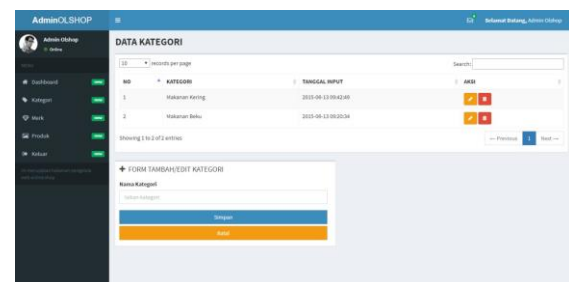 AdminOLSHOP
Selamat Datang, Admin Olshop
Admin Olshop
Online
DATA KATEGORI
10 records per page
Search:
NO KATEGORI TANGGAL INPUT AKSI
1 Makanan Kering 2015-08-13 09:42:49
2 Makanan Beku 2015-08-13 09:20:34
Showing 1 to 2 of 2 entries
← Previous 1 Next →
Dashboard
Kategori
Merk
Produk
Keluar
+ FORM TAMBAH/EDIT KATEGORI
Nama Kategori
Simpan
Batal